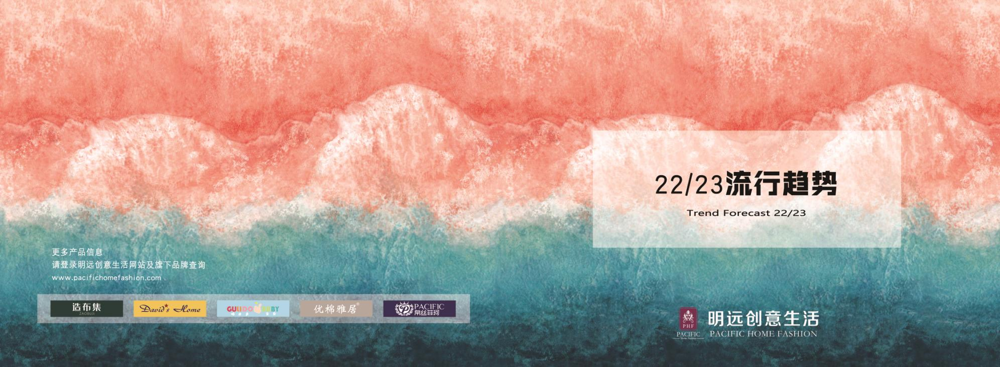 22/23流行趋势
Trend Forecast 22/23
更多产品信息
请登录明远创意生活网站及旗下品牌查询
www.pacifichomefashion.com
造布集
ZAOBUJI
David's Home
GULIDO BABY
优棉雅居®
PACIFIC
帛丝菲珂
PHF
PACIFIC
Home Fashion
明远创意生活
PACIFIC HOME FASHION